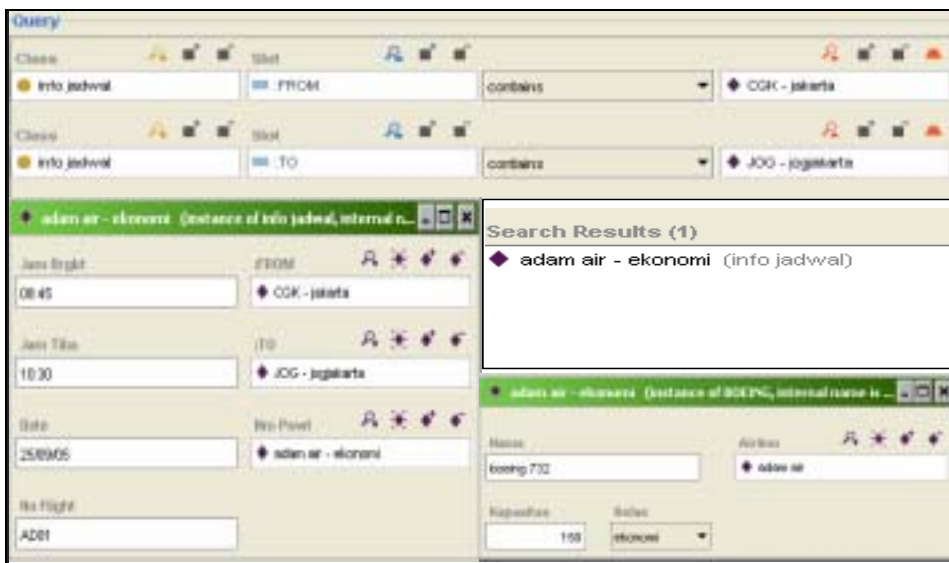 Query
Class Slot
info jadwal :FROM contains CGK - jakarta
Class Slot
info jadwal :TO contains JOG - jogjakarta
adam air - ekonomi (instance of info jadwal, internal n...
Jam Brgkt :FROM
08:45 CGK - jakarta
Jam Tiba :TO
10:30 JOG - jogjakarta
Date Nm Pswt
25/09/05 adam air - ekonomi
No Flight
AD01
Search Results (1)
adam air - ekonomi (info jadwal)
adam air - ekonomi (instance of BOEING, internal name is ...
Name Airline
boeing 732 adam air
Kapasitas Kelas
ekonomi